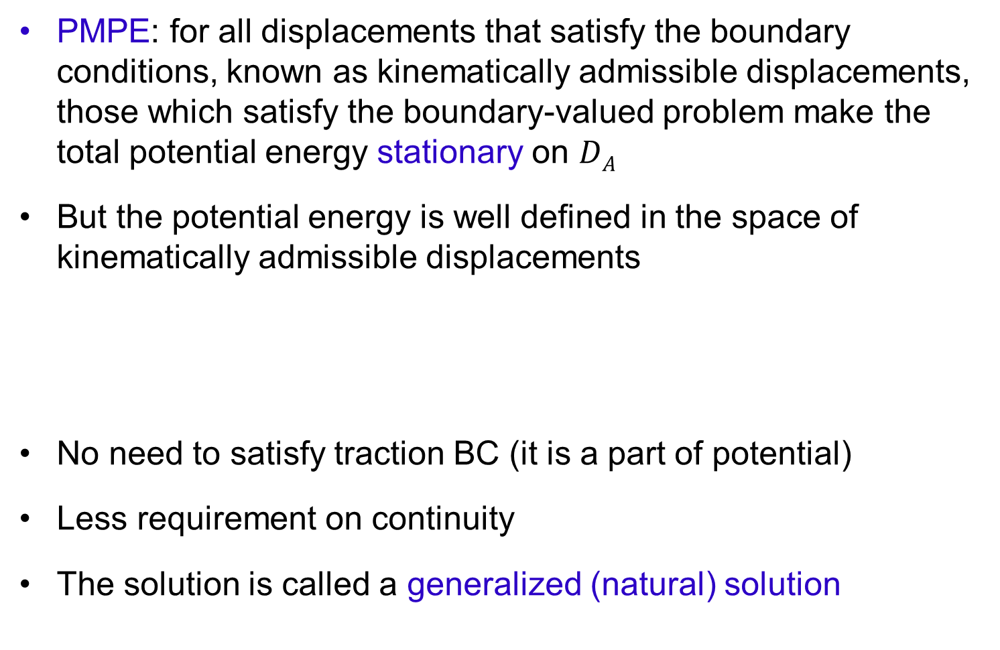 • PMPE: for all displacements that satisfy the boundary
conditions, known as kinematically admissible displacements,
those which satisfy the boundary-valued problem make the
total potential energy stationary on D_A
• But the potential energy is well defined in the space of
kinematically admissible displacements
• No need to satisfy traction BC (it is a part of potential)
• Less requirement on continuity
• The solution is called a generalized (natural) solution